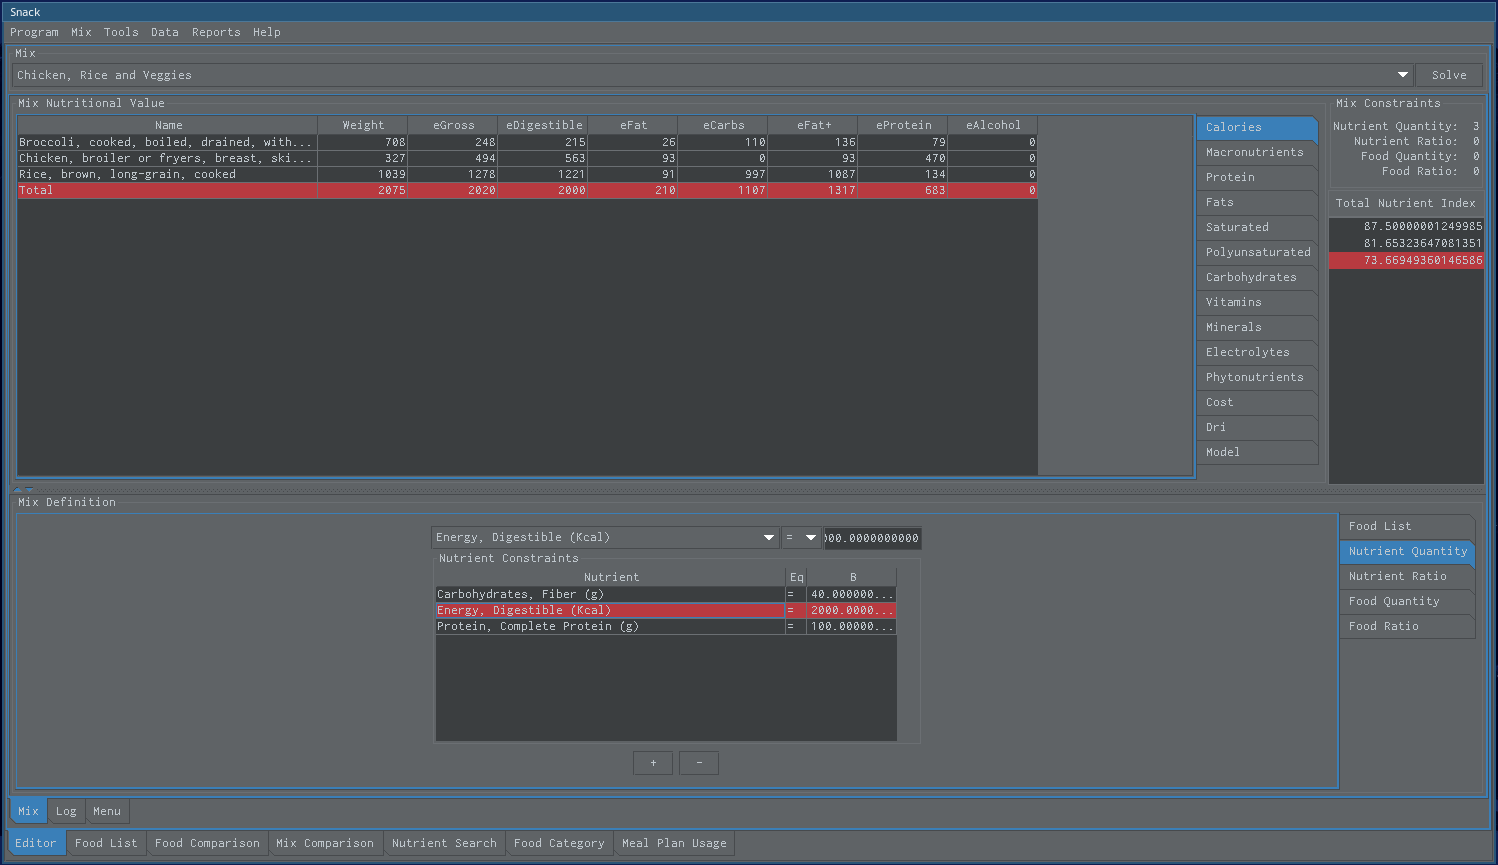 Snack
Program Mix Tools Data Reports Help
Mix
Chicken, Rice and Veggies Solve
Mix Nutritional Value
Name Weight eGross eDigestible eFat eCarbs eFat+ eProtein eAlcohol
Broccoli, cooked, boiled, drained, with... 708 248 215 26 110 136 79 0
Chicken, broiler or fryers, breast, ski... 327 494 563 93 0 93 470 0
Rice, brown, long-grain, cooked 1039 1278 1221 91 997 1087 134 0
Total 2075 2020 2000 210 1107 1317 683 0
Calories
Macronutrients
Protein
Fats
Saturated
Polyunsaturated
Carbohydrates
Vitamins
Minerals
Electrolytes
Phytonutrients
Cost
Dri
Model
Mix Constraints
Nutrient Quantity: 3
Nutrient Ratio: 0
Food Quantity: 0
Food Ratio: 0
Total Nutrient Index
87.50000001249985
81.65323647081351
73.66949360146586
Mix Definition
Energy, Digestible (Kcal) = 00.0000000000
Nutrient Constraints
Nutrient Eq B
Carbohydrates, Fiber (g) = 40.000000...
Energy, Digestible (Kcal) = 2000.0000...
Protein, Complete Protein (g) = 100.00000...
+ -
Food List
Nutrient Quantity
Nutrient Ratio
Food Quantity
Food Ratio
Mix Log Menu
Editor Food List Food Comparison Mix Comparison Nutrient Search Food Category Meal Plan Usage